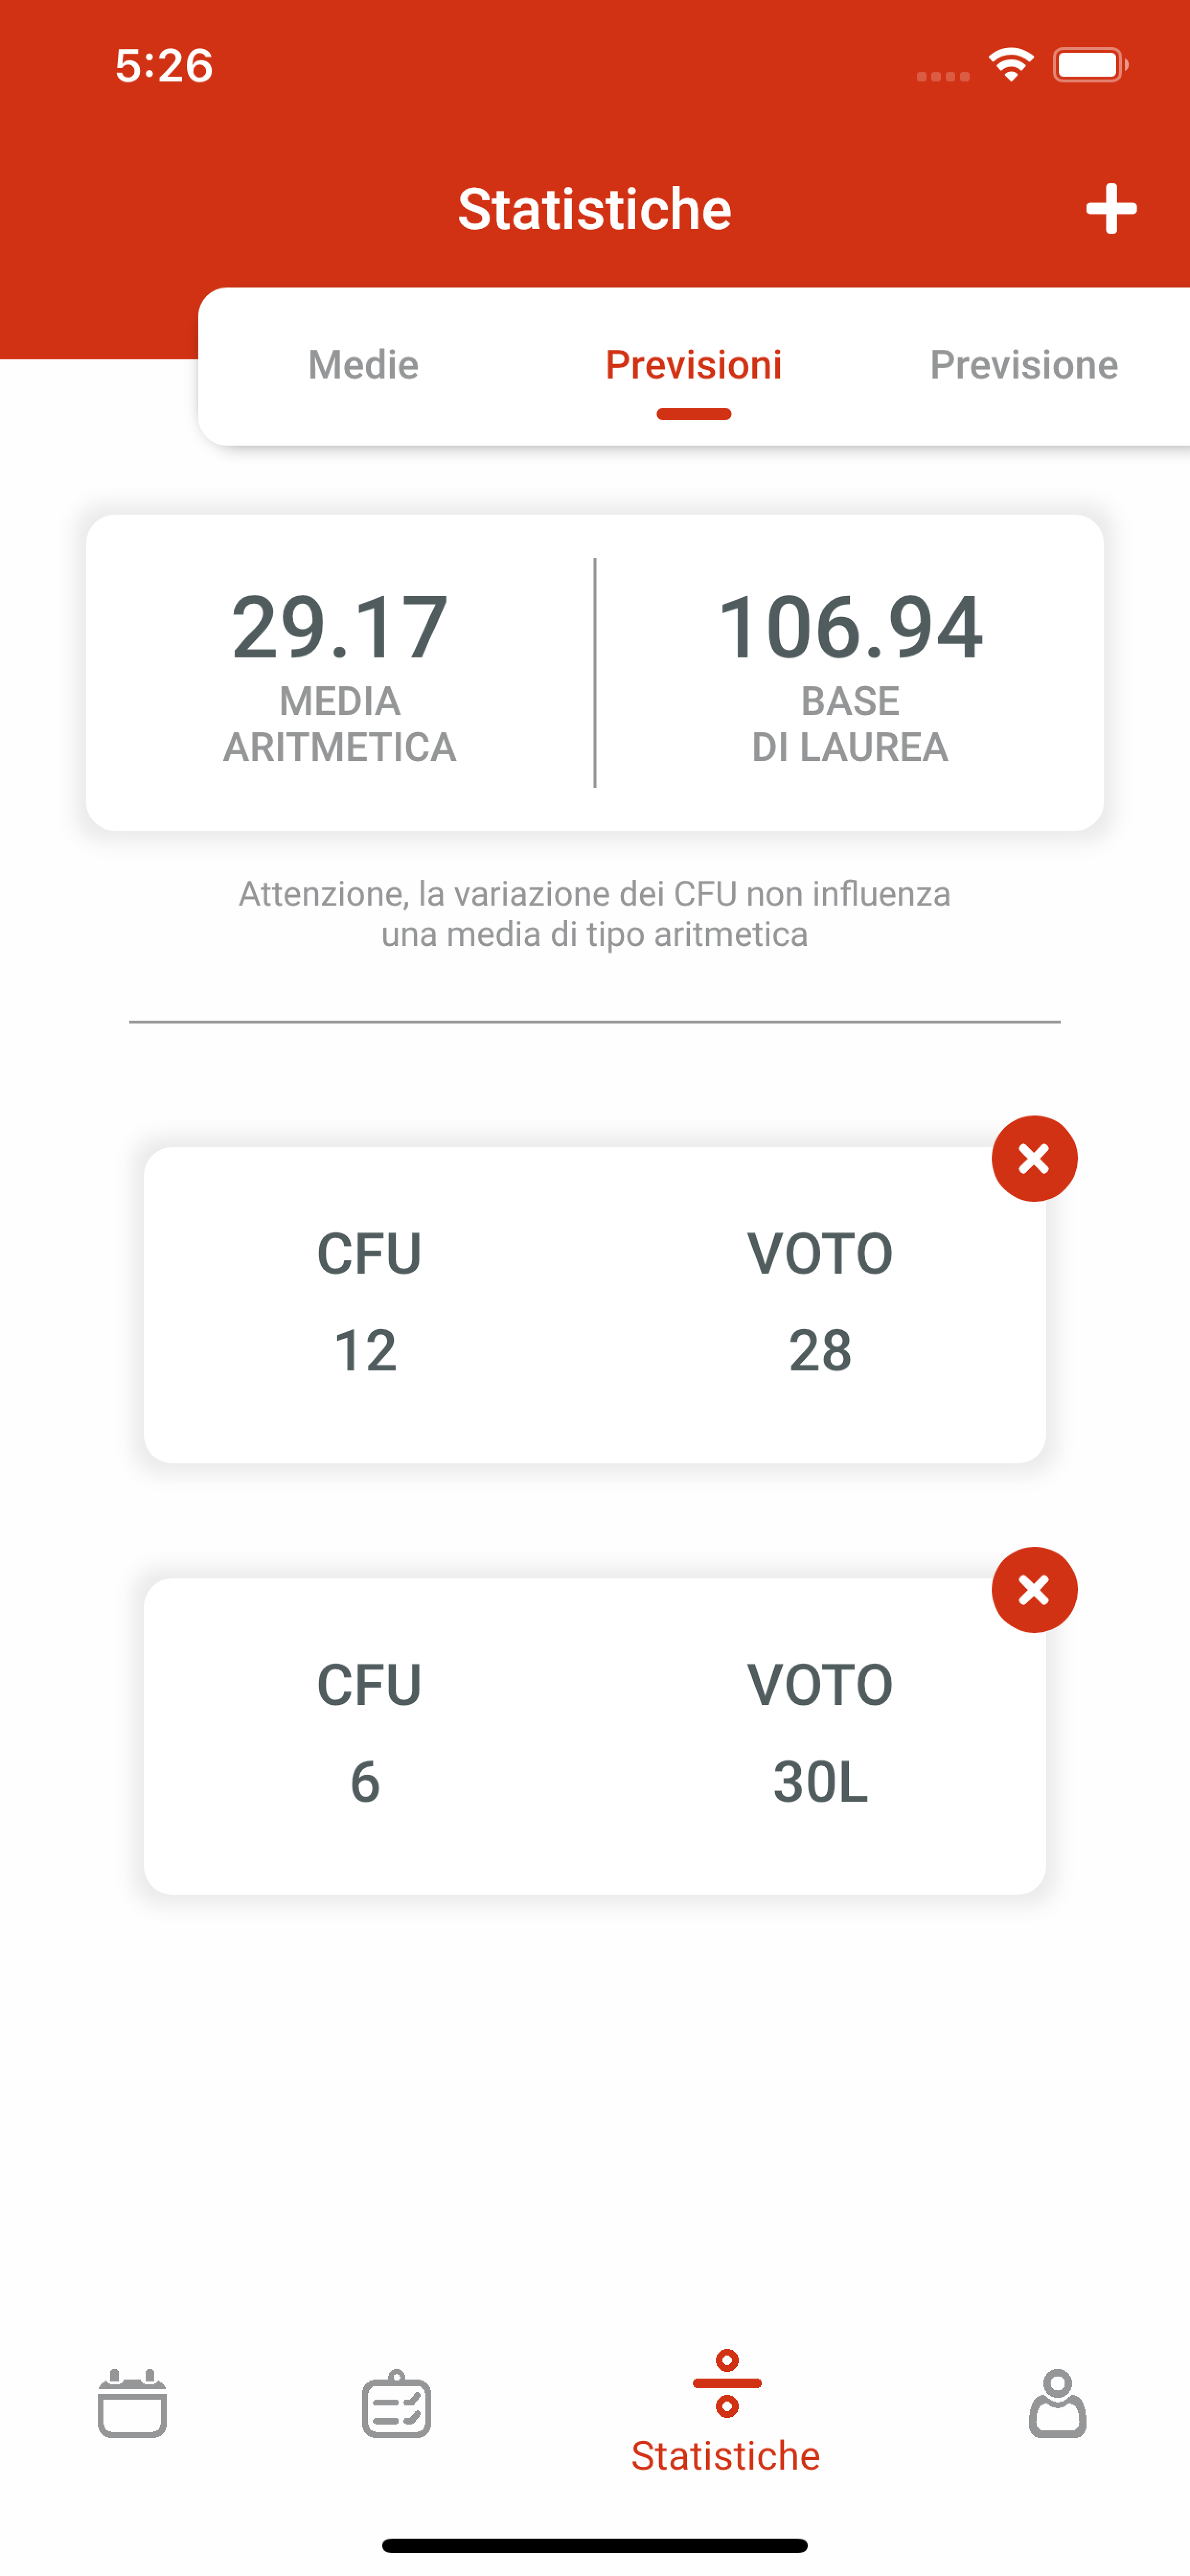 5:26
Statistiche
Medie Previsioni Previsione
29.17 106.94
MEDIA ARITMETICA
BASE DI LAUREA
Attenzione, la variazione dei CFU non influenza
una media di tipo aritmetica
CFU VOTO
12 28
CFU VOTO
6 30L
Statistiche